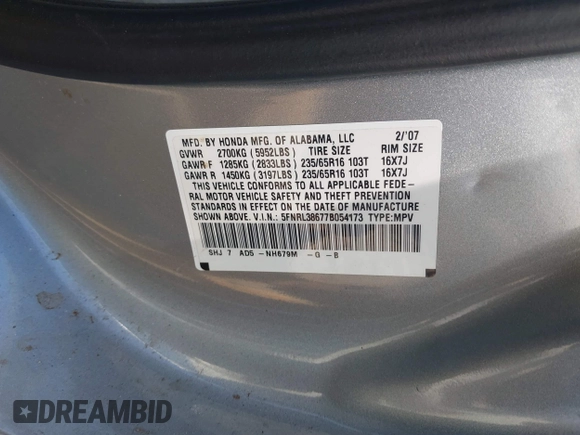 MFD. BY HONDA MFG. OF ALABAMA, LLC 2/'07
GVWR 2700KG (5952LBS) TIRE SIZE RIM SIZE
GAWR F 1285KG (2833LBS) 235/65R16 103T 16X7J
GAWR R 1450KG (3197LBS) 235/65R16 103T 16X7J
THIS VEHICLE CONFORMS TO ALL APPLICABLE FEDE-
RAL MOTOR VEHICLE SAFETY AND THEFT PREVENTION
STANDARDS IN EFFECT ON THE DATE OF MANUFACTURE
SHOWN ABOVE. V.I.N.: 5FNRL38677B054173 TYPE:MPV
SHJ 7 AD5 -NH679M -G -B
DREAMBID